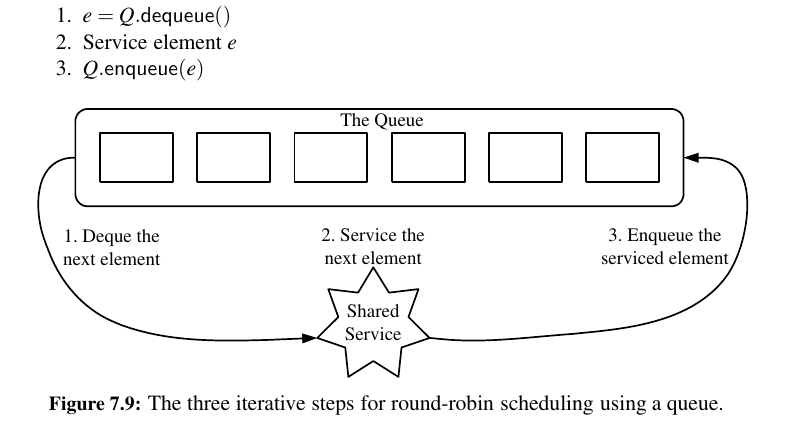 1. e = Q.dequeue()
2. Service element e
3. Q.enqueue(e)
The Queue
1. Deque the
next element
2. Service the
next element
3. Enqueue the
serviced element
Shared
Service
Figure 7.9: The three iterative steps for round-robin scheduling using a queue.